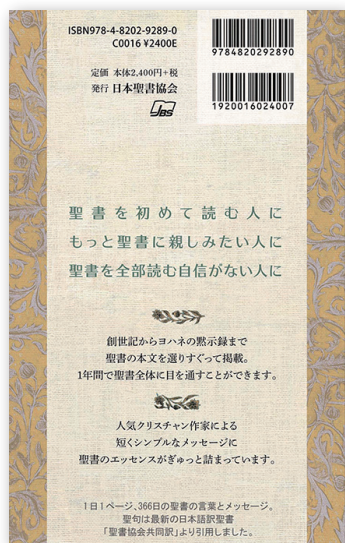 ISBN978-4-8202-9289-0
C0016 ¥2400E
9784820292890
定価 本体2,400円+税
発行 日本聖書協会
JBS
1920016024007
聖書を初めて読む人に
もっと聖書に親しみたい人に
聖書を全部読む自信がない人に
創世記からヨハネの黙示録まで
聖書の本文を選りすぐって掲載。
1年間で聖書全体に目を通すことができます。
人気クリスチャン作家による
短くシンプルなメッセージに
聖書のエッセンスがぎゅっと詰まっています。
1日1ページ、366日の聖書の言葉とメッセージ。
聖句は最新の日本語訳聖書
「聖書協会共同訳」より引用しました。